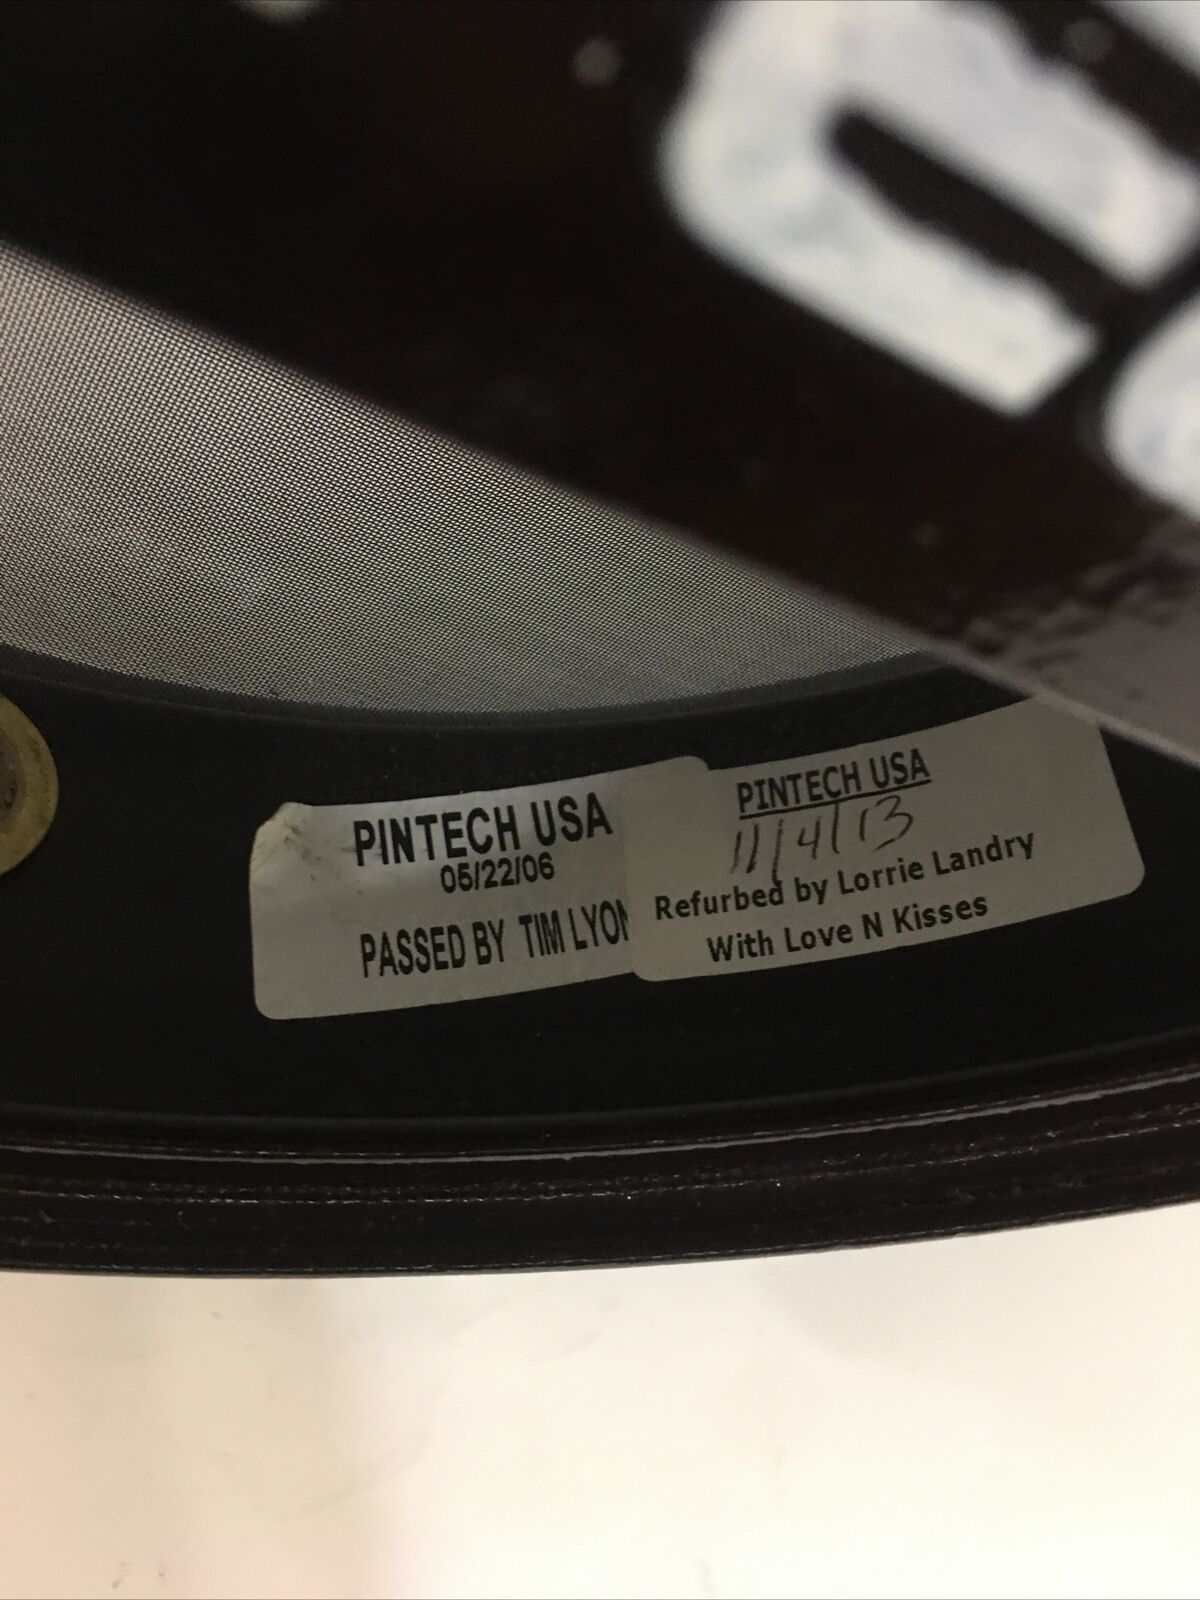 PINTECH USA
05/22/06
PASSED BY TIM LYON
PINTECH USA
11/4/13
Refurbed by Lorrie Landry
With Love N Kisses